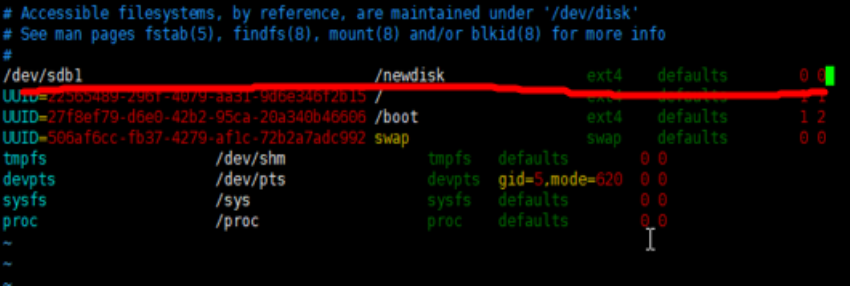 # Accessible filesystems, by reference, are maintained under '/dev/disk'
# See man pages fstab(5), findfs(8), mount(8) and/or blkid(8) for more info
#
/dev/sdb1 /newdisk ext4 defaults 0 0
/ ext4 defaults 1 1
UUID=27f8ef79-d6e0-42b2-95ca-20a340b46606 /boot ext4 defaults 1 2
UUID=506af6cc-fb37-4279-af1c-72b2a7adc992 swap swap defaults 0 0
tmpfs /dev/shm tmpfs defaults 0 0
devpts /dev/pts devpts gid=5,mode=620 0 0
sysfs /sys sysfs defaults 0 0
proc /proc proc defaults 0 0
~
~
~